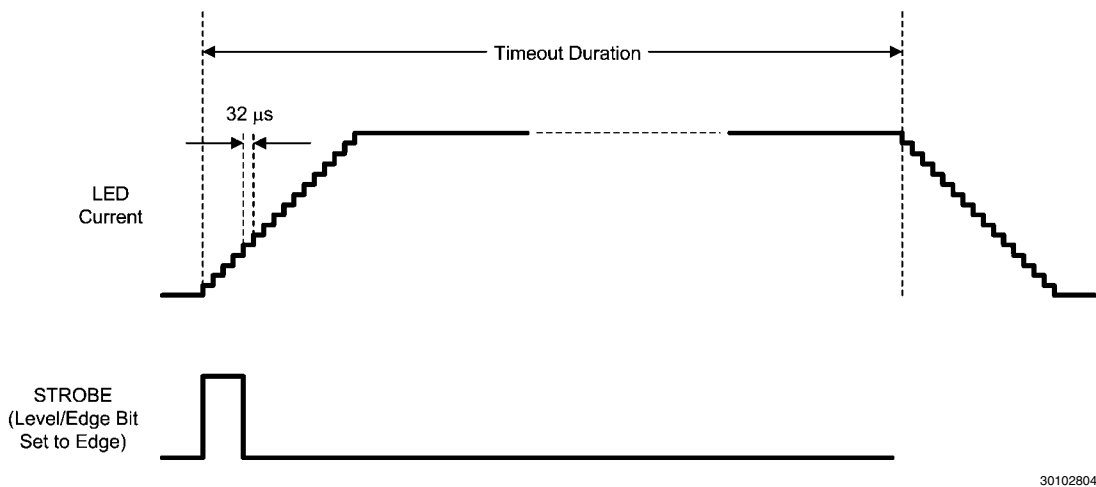 Timeout Duration
32 μs
LED
Current
STROBE
(Level/Edge Bit
Set to Edge)
30102804